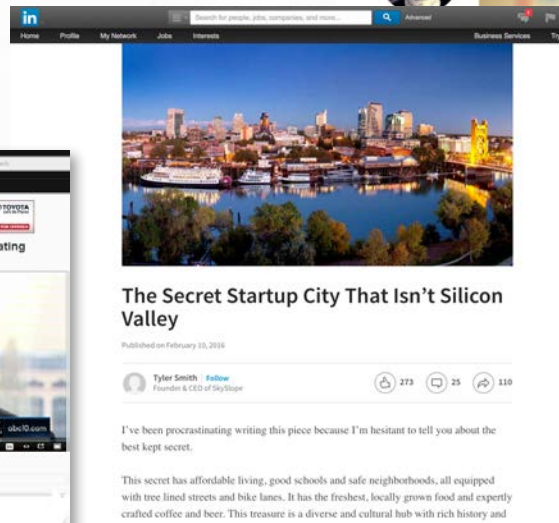 in
Search for people, jobs, companies, and more...
Advanced
Home Profile My Network Jobs Interests
Business Services
Try
TOYOTA
ating
abc10.com
The Secret Startup City That Isn't Silicon
Valley
Published on February 10, 2016
Tyler Smith Follow
Founder & CEO of SkySlope
273 25 110
I've been procrastinating writing this piece because I'm hesitant to tell you about the
best kept secret.
This secret has affordable living, good schools and safe neighborhoods, all equipped
with tree lined streets and bike lanes. It has the freshest, locally grown food and expertly
crafted coffee and beer. This treasure is a diverse and cultural hub with rich history and